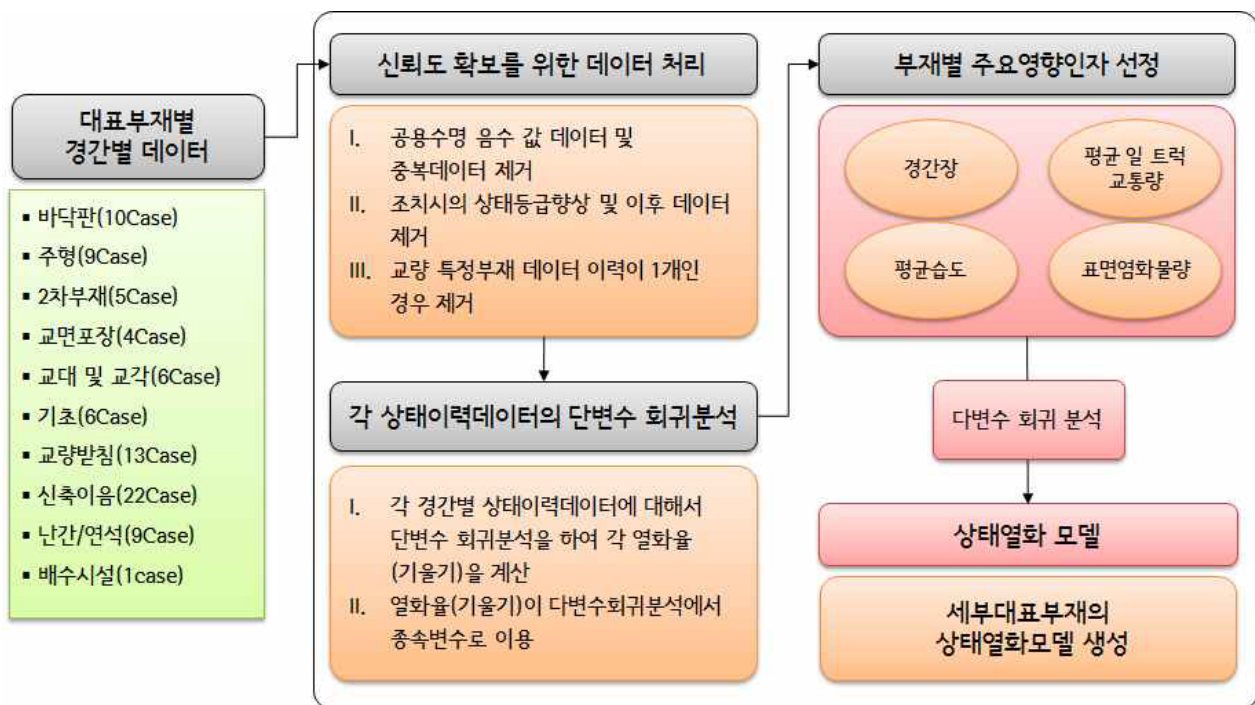 대표부재별
경간별 데이터
▪ 바닥판(10Case)
▪ 주형(9Case)
▪ 2차부재(5Case)
▪ 교면포장(4Case)
▪ 교대 및 교각(6Case)
▪ 기초(6Case)
▪ 교량받침(13Case)
▪ 신축이음(22Case)
▪ 난간/연석(9Case)
▪ 배수시설(1case)
신뢰도 확보를 위한 데이터 처리
I. 공용수명 음수 값 데이터 및
중복데이터 제거
II. 조치시의 상태등급향상 및 이후 데이터
제거
III. 교량 특정부재 데이터 이력이 1개인
경우 제거
각 상태이력데이터의 단변수 회귀분석
I. 각 경간별 상태이력데이터에 대해서
단변수 회귀분석을 하여 각 열화율
(기울기)을 계산
II. 열화율(기울기)이 다변수회귀분석에서
종속변수로 이용
부재별 주요영향인자 선정
경간장
평균 일 트럭
교통량
평균습도
표면염화물량
다변수 회귀 분석
상태열화 모델
세부대표부재의
상태열화모델 생성